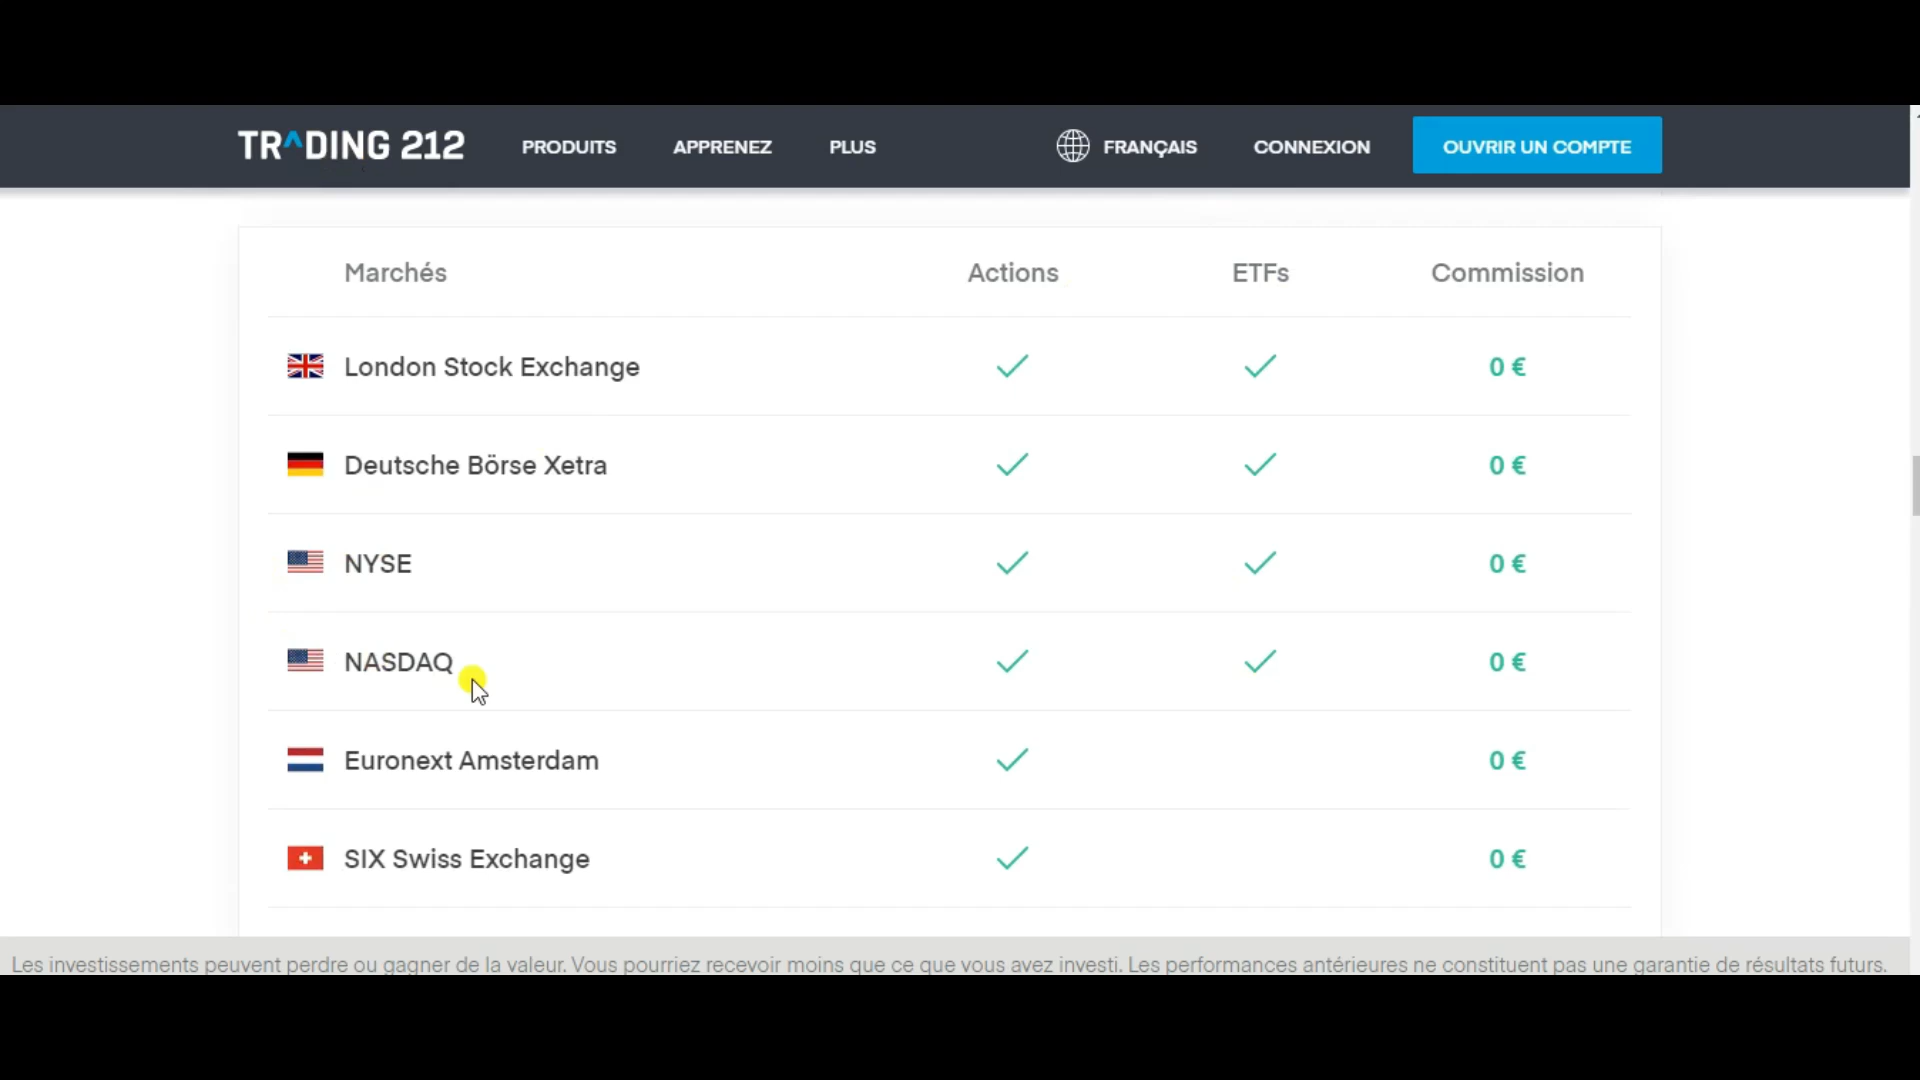 TRADING 212 PRODUITS APPRENEZ PLUS FRANÇAIS CONNEXION OUVRIR UN COMPTE
Marchés Actions ETFs Commission
London Stock Exchange 0 €
Deutsche Börse Xetra 0 €
NYSE 0 €
NASDAQ 0 €
Euronext Amsterdam 0 €
SIX Swiss Exchange 0 €
Les investissements peuvent perdre ou gagner de la valeur. Vous pourriez recevoir moins que ce que vous avez investi. Les performances antérieures ne constituent pas une garantie de résultats futurs.